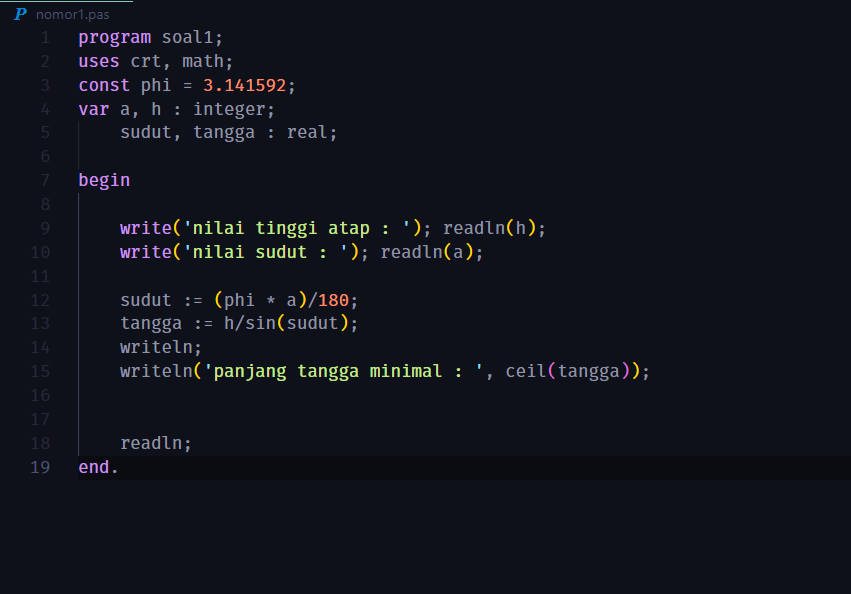 P nomor1.pas
1 program soal1;
2 uses crt, math;
3 const phi = 3.141592;
4 var a, h : integer;
5     sudut, tangga : real;
6
7 begin
8
9     write('nilai tinggi atap : '); readln(h);
10     write('nilai sudut : '); readln(a);
11
12     sudut := (phi * a)/180;
13     tangga := h/sin(sudut);
14     writeln;
15     writeln('panjang tangga minimal : ', ceil(tangga));
16
17
18     readln;
19 end.